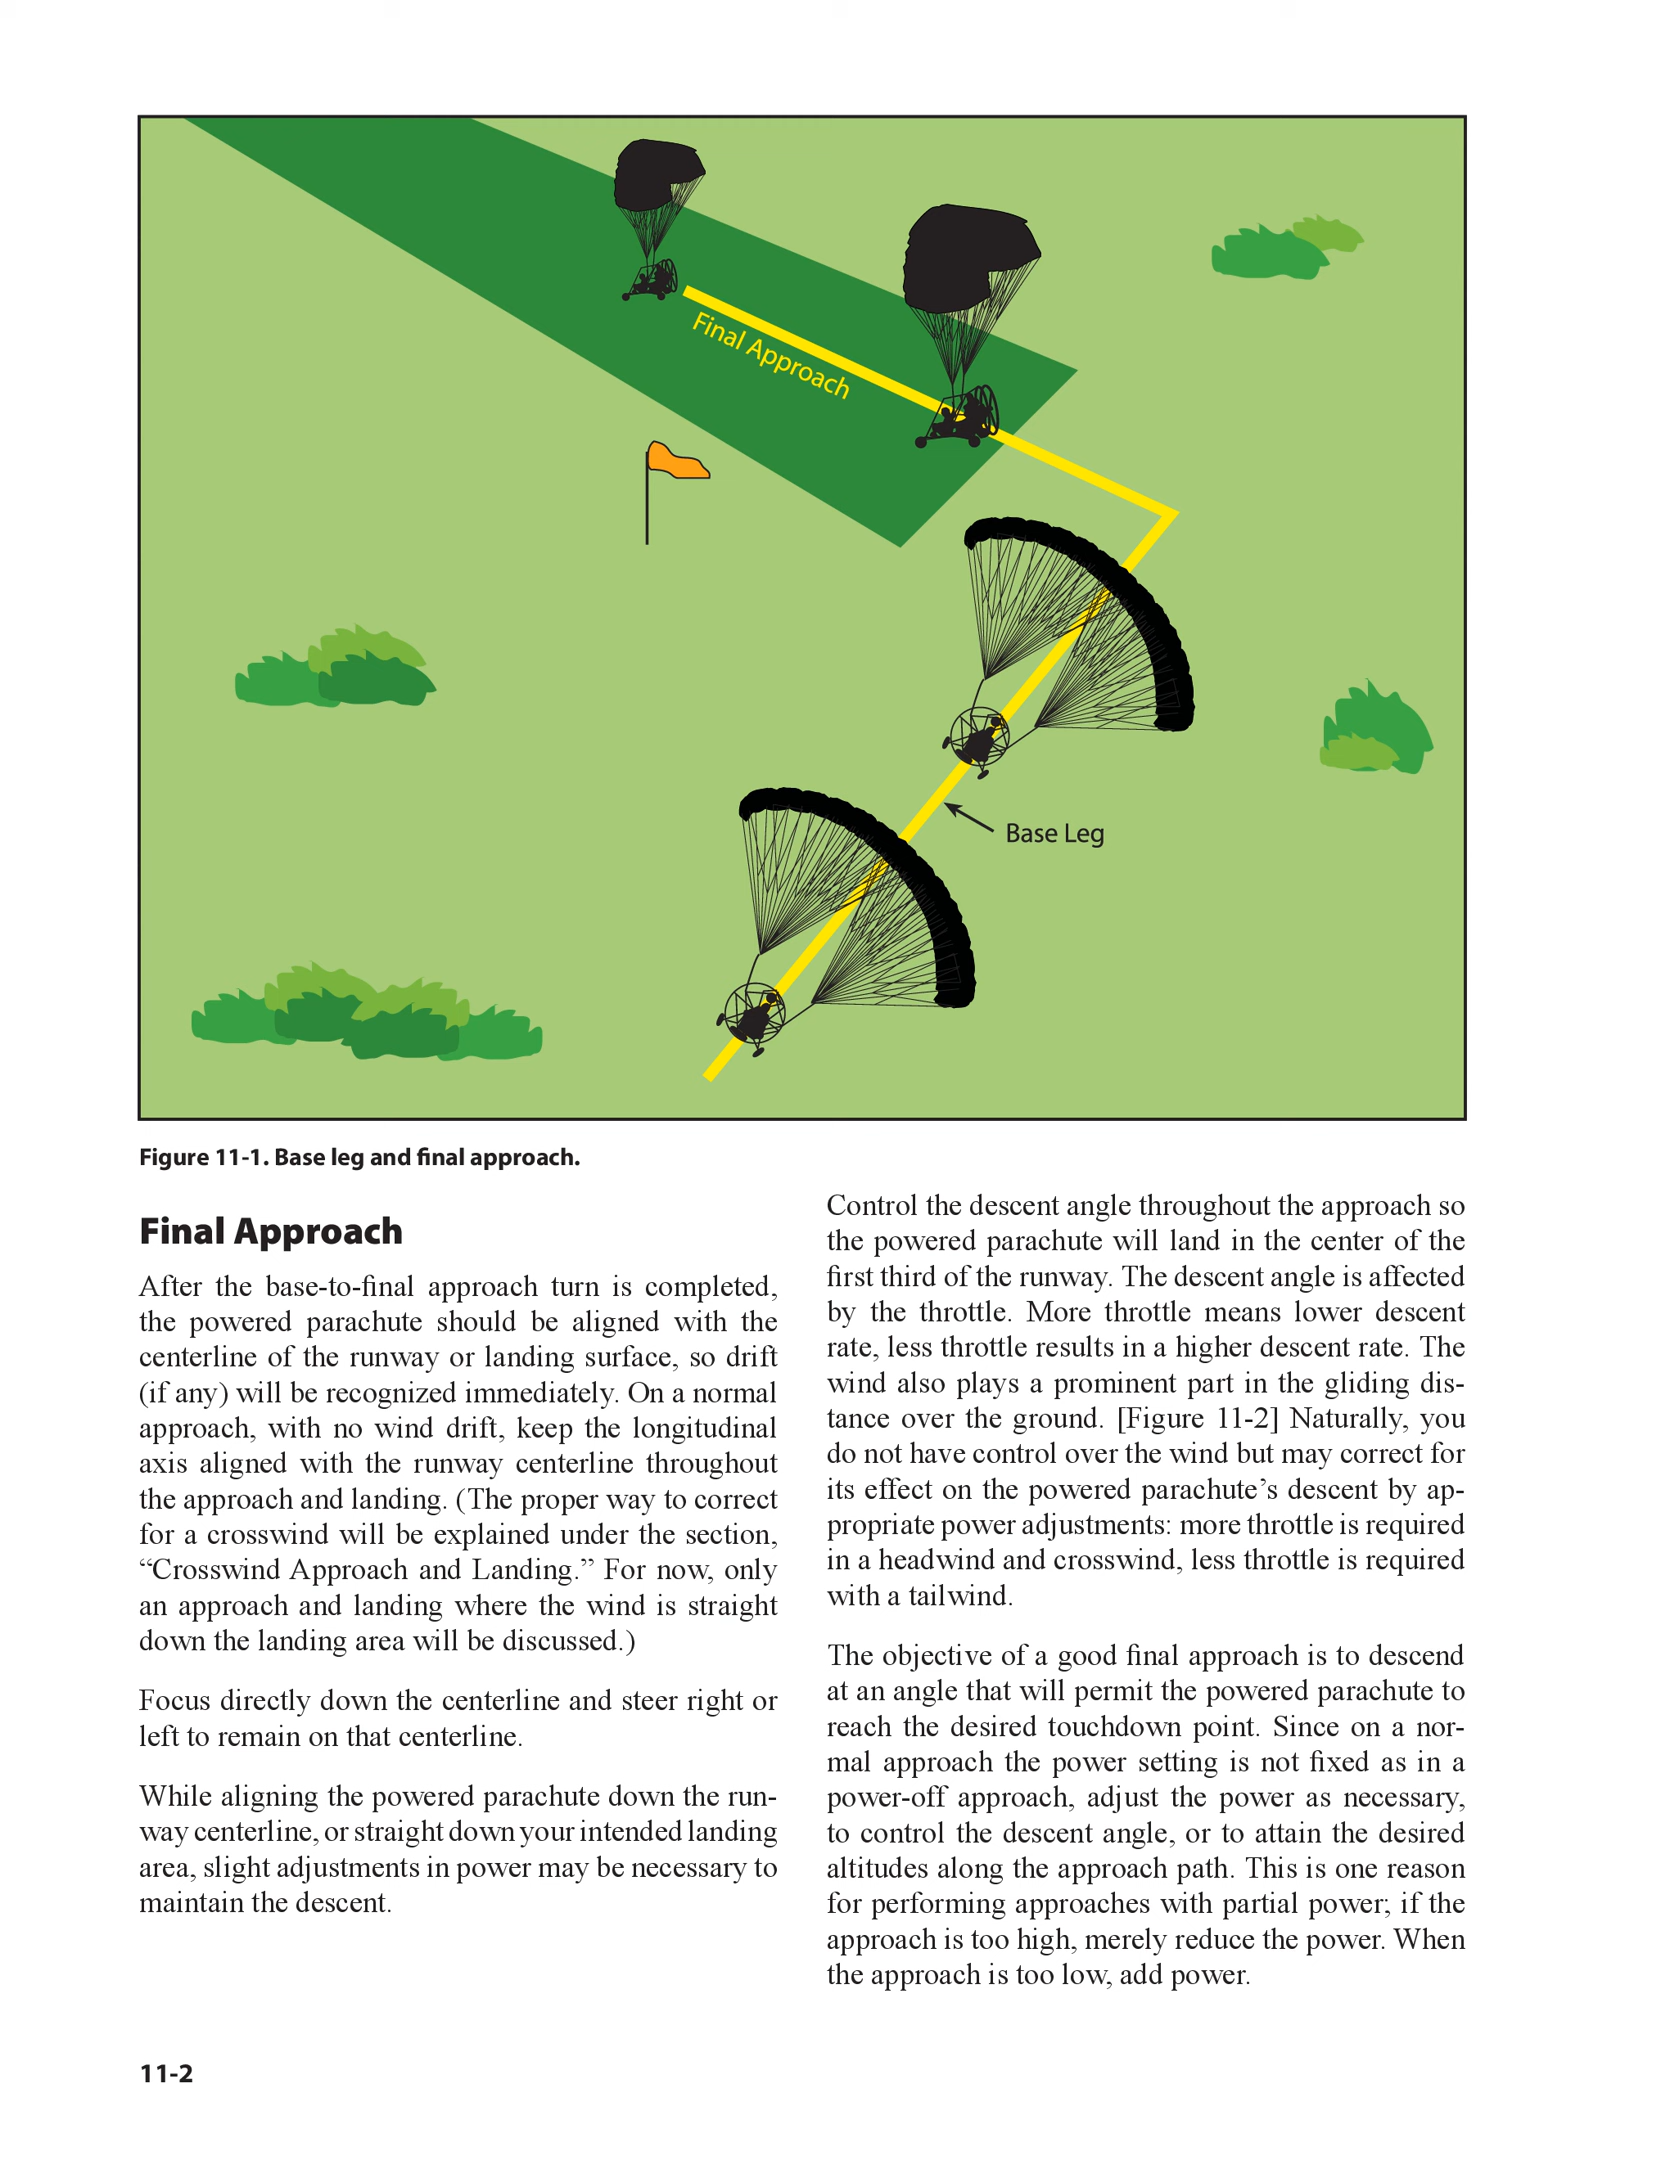 Final Approach
Base Leg
Figure 11-1. Base leg and final approach.
Final Approach
After the base-to-final approach turn is completed,
the powered parachute should be aligned with the
centerline of the runway or landing surface, so drift
(if any) will be recognized immediately. On a normal
approach, with no wind drift, keep the longitudinal
axis aligned with the runway centerline throughout
the approach and landing. (The proper way to correct
for a crosswind will be explained under the section,
“Crosswind Approach and Landing.” For now, only
an approach and landing where the wind is straight
down the landing area will be discussed.)
Focus directly down the centerline and steer right or
left to remain on that centerline.
While aligning the powered parachute down the run-
way centerline, or straight down your intended landing
area, slight adjustments in power may be necessary to
maintain the descent.
Control the descent angle throughout the approach so
the powered parachute will land in the center of the
first third of the runway. The descent angle is affected
by the throttle. More throttle means lower descent
rate, less throttle results in a higher descent rate. The
wind also plays a prominent part in the gliding dis-
tance over the ground. [Figure 11-2] Naturally, you
do not have control over the wind but may correct for
its effect on the powered parachute’s descent by ap-
propriate power adjustments: more throttle is required
in a headwind and crosswind, less throttle is required
with a tailwind.
The objective of a good final approach is to descend
at an angle that will permit the powered parachute to
reach the desired touchdown point. Since on a nor-
mal approach the power setting is not fixed as in a
power-off approach, adjust the power as necessary,
to control the descent angle, or to attain the desired
altitudes along the approach path. This is one reason
for performing approaches with partial power; if the
approach is too high, merely reduce the power. When
the approach is too low, add power.
11-2